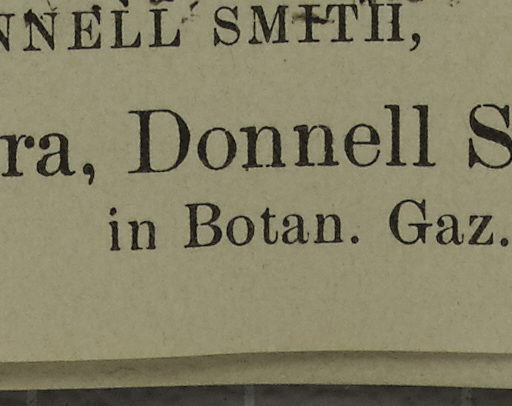 NNELL SMITH,
ra, Donnell S
in Botan. Gaz.